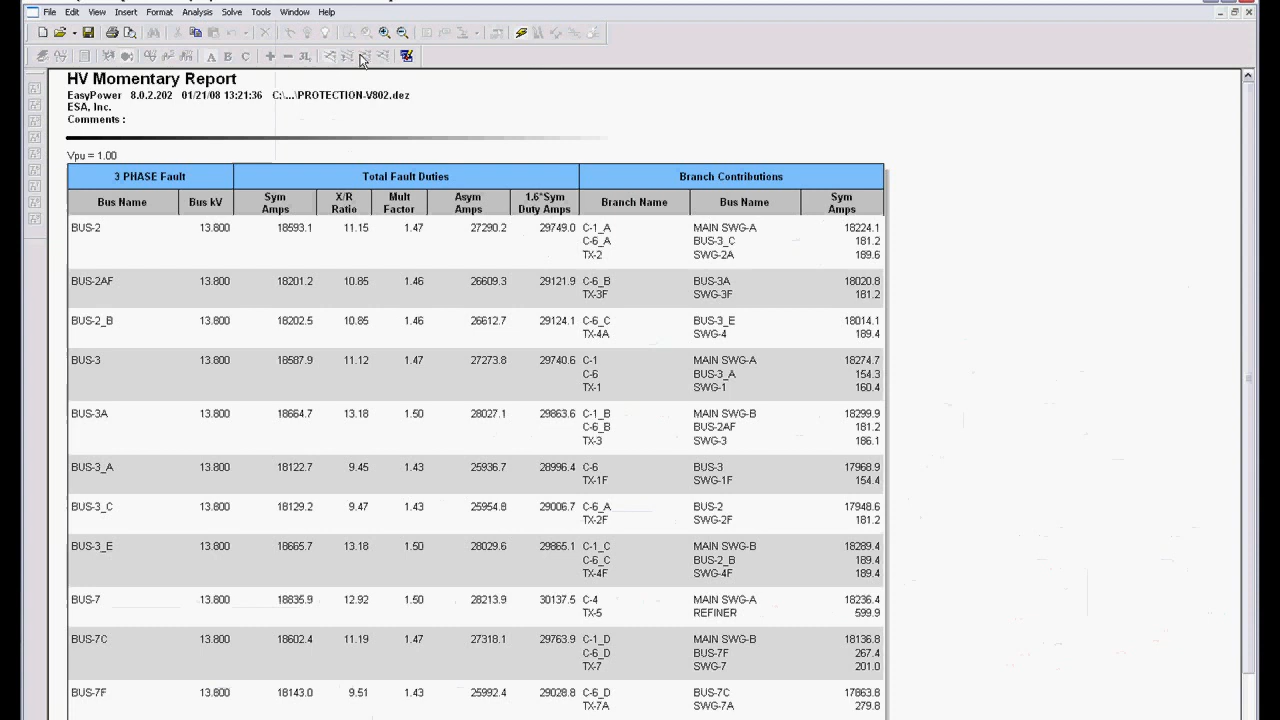 File Edit View Insert Format Analysis Solve Tools Window Help
A B C 3L
HV Momentary Report
EasyPower 8.0.2.202 01/21/08 13:21:36 C:\...\PROTECTION-V802.dez
ESA, Inc.
Comments :
Vpu = 1.00
3 PHASE Fault Total Fault Duties Branch Contributions
Bus Name Bus kV Sym Amps X/R Ratio Mult Factor Asym Amps 1.6*Sym Duty Amps Branch Name Bus Name Sym Amps
BUS-2 13.800 18593.1 11.15 1.47 27290.2 29749.0 C-1_A MAIN SWG-A 18224.1
C-6_A BUS-3_C 181.2
TX-2 SWG-2A 189.6
BUS-2AF 13.800 18201.2 10.85 1.46 26609.3 29121.9 C-6_B BUS-3A 18020.8
TX-3F SWG-3F 181.2
BUS-2_B 13.800 18202.5 10.85 1.46 26612.7 29124.1 C-6_C BUS-3_E 18014.1
TX-4A SWG-4 189.4
BUS-3 13.800 18587.9 11.12 1.47 27273.8 29740.6 C-1 MAIN SWG-A 18274.7
C-6 BUS-3_A 154.3
TX-1 SWG-1 160.4
BUS-3A 13.800 18664.7 13.18 1.50 28027.1 29863.6 C-1_B MAIN SWG-B 18299.9
C-6_B BUS-2AF 181.2
TX-3 SWG-3 186.1
BUS-3_A 13.800 18122.7 9.45 1.43 25936.7 28996.4 C-6 BUS-3 17968.9
TX-1F SWG-1F 154.4
BUS-3_C 13.800 18129.2 9.47 1.43 25954.8 29006.7 C-6_A BUS-2 17948.6
TX-2F SWG-2F 181.2
BUS-3_E 13.800 18665.7 13.18 1.50 28029.6 29865.1 C-1_C MAIN SWG-B 18289.4
C-6_C BUS-2_B 189.4
TX-4F SWG-4F 189.4
BUS-7 13.800 18835.9 12.92 1.50 28213.9 30137.5 C-4 MAIN SWG-A 18236.4
TX-5 REFINER 599.9
BUS-7C 13.800 18602.4 11.19 1.47 27318.1 29763.9 C-1_D MAIN SWG-B 18136.8
C-6_D BUS-7F 267.4
TX-7 SWG-7 201.0
BUS-7F 13.800 18143.0 9.51 1.43 25992.4 29028.8 C-6_D BUS-7C 17863.8
TX-7A SWG-7A 279.8